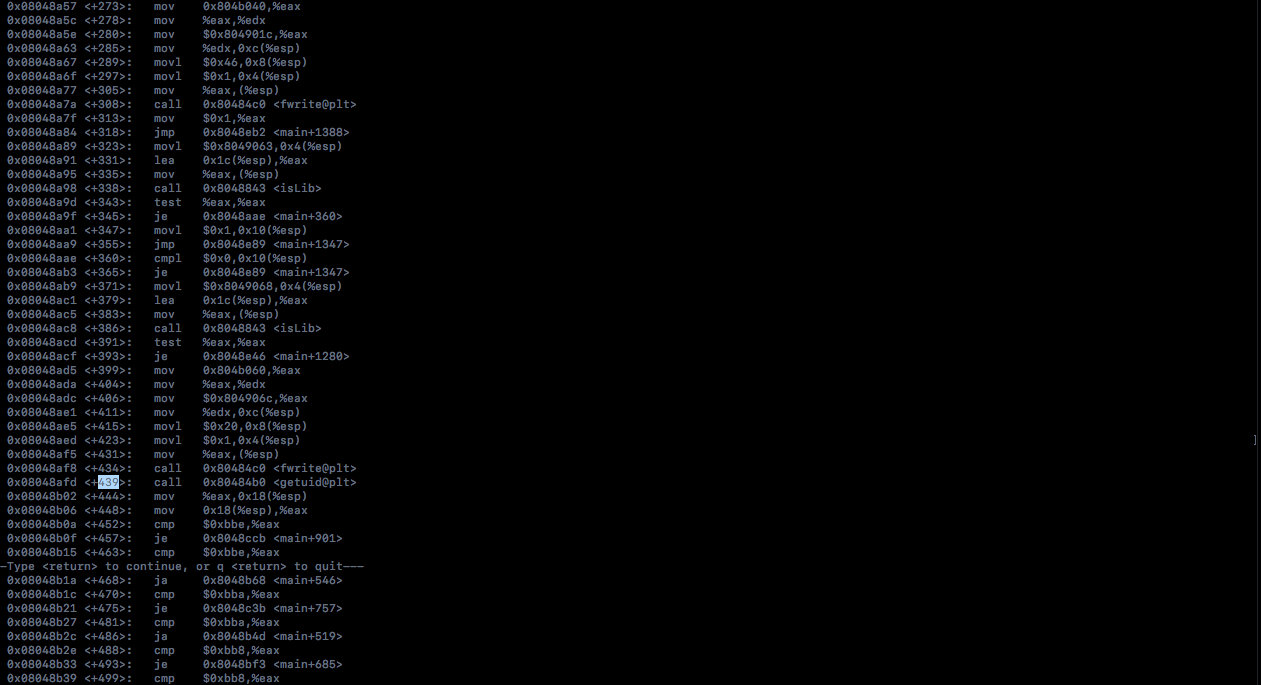 0x08048a57 <+273>: mov 0x804b040,%eax
0x08048a5c <+278>: mov %eax,%edx
0x08048a5e <+280>: mov $0x804901c,%eax
0x08048a63 <+285>: mov %edx,0xc(%esp)
0x08048a67 <+289>: movl $0x46,0x8(%esp)
0x08048a6f <+297>: movl $0x1,0x4(%esp)
0x08048a77 <+305>: mov %eax,(%esp)
0x08048a7a <+308>: call 0x80484c0 <fwrite@plt>
0x08048a7f <+313>: mov $0x1,%eax
0x08048a84 <+318>: jmp 0x8048eb2 <main+1388>
0x08048a89 <+323>: movl $0x8049063,0x4(%esp)
0x08048a91 <+331>: lea 0x1c(%esp),%eax
0x08048a95 <+335>: mov %eax,(%esp)
0x08048a98 <+338>: call 0x8048843 <isLib>
0x08048a9d <+343>: test %eax,%eax
0x08048a9f <+345>: je 0x8048aae <main+360>
0x08048aa1 <+347>: movl $0x1,0x10(%esp)
0x08048aa9 <+355>: jmp 0x8048e89 <main+1347>
0x08048aae <+360>: cmpl $0x0,0x10(%esp)
0x08048ab3 <+365>: je 0x8048e89 <main+1347>
0x08048ab9 <+371>: movl $0x8049068,0x4(%esp)
0x08048ac1 <+379>: lea 0x1c(%esp),%eax
0x08048ac5 <+383>: mov %eax,(%esp)
0x08048ac8 <+386>: call 0x8048843 <isLib>
0x08048acd <+391>: test %eax,%eax
0x08048acf <+393>: je 0x8048e46 <main+1280>
0x08048ad5 <+399>: mov 0x804b060,%eax
0x08048ada <+404>: mov %eax,%edx
0x08048adc <+406>: mov $0x804906c,%eax
0x08048ae1 <+411>: mov %edx,0xc(%esp)
0x08048ae5 <+415>: movl $0x20,0x8(%esp)
0x08048aed <+423>: movl $0x1,0x4(%esp)
0x08048af5 <+431>: mov %eax,(%esp)
0x08048af8 <+434>: call 0x80484c0 <fwrite@plt>
0x08048afd <+439>: call 0x80484b0 <getuid@plt>
0x08048b02 <+444>: mov %eax,0x18(%esp)
0x08048b06 <+448>: mov 0x18(%esp),%eax
0x08048b0a <+452>: cmp $0xbbe,%eax
0x08048b0f <+457>: je 0x8048ccb <main+901>
0x08048b15 <+463>: cmp $0xbbe,%eax
—Type <return> to continue, or q <return> to quit———
0x08048b1a <+468>: ja 0x8048b68 <main+546>
0x08048b1c <+470>: cmp $0xbba,%eax
0x08048b21 <+475>: je 0x8048c3b <main+757>
0x08048b27 <+481>: cmp $0xbba,%eax
0x08048b2c <+486>: ja 0x8048b4d <main+519>
0x08048b2e <+488>: cmp $0xbb8,%eax
0x08048b33 <+493>: je 0x8048bf3 <main+685>
0x08048b39 <+499>: cmp $0xbb8,%eax
]